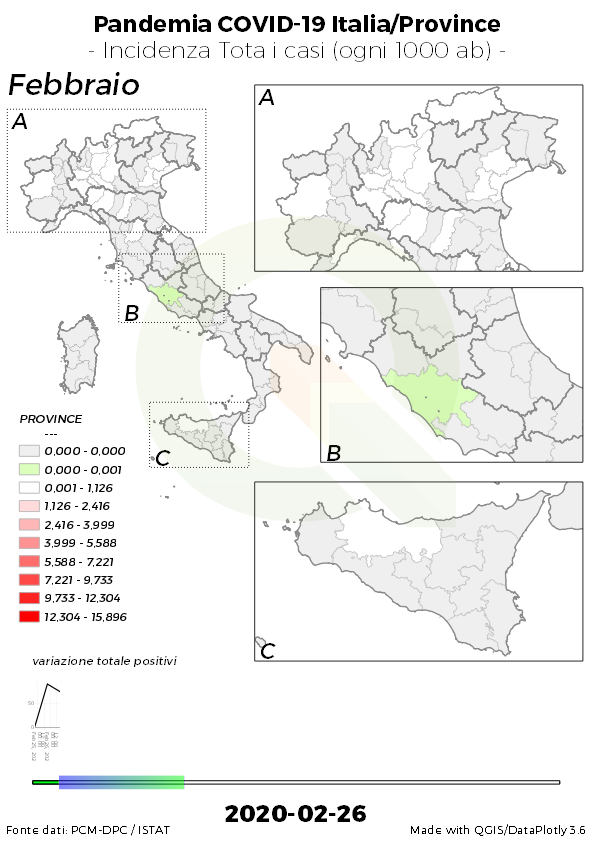 Pandemia COVID-19 Italia/Province
- Incidenza Tota i casi (ogni 1000 ab) -
Febbraio
A
A
B
B
C
C
PROVINCE
---
0,000 - 0,000
0,000 - 0,001
0,001 - 1,126
1,126 - 2,416
2,416 - 3,999
3,999 - 5,588
5,588 - 7,221
7,221 - 9,733
9,733 - 12,304
12,304 - 15,896
variazione totale positivi
50
0
2020-02-26
Fonte dati: PCM-DPC / ISTAT
Made with QGIS/DataPlotly 3.6